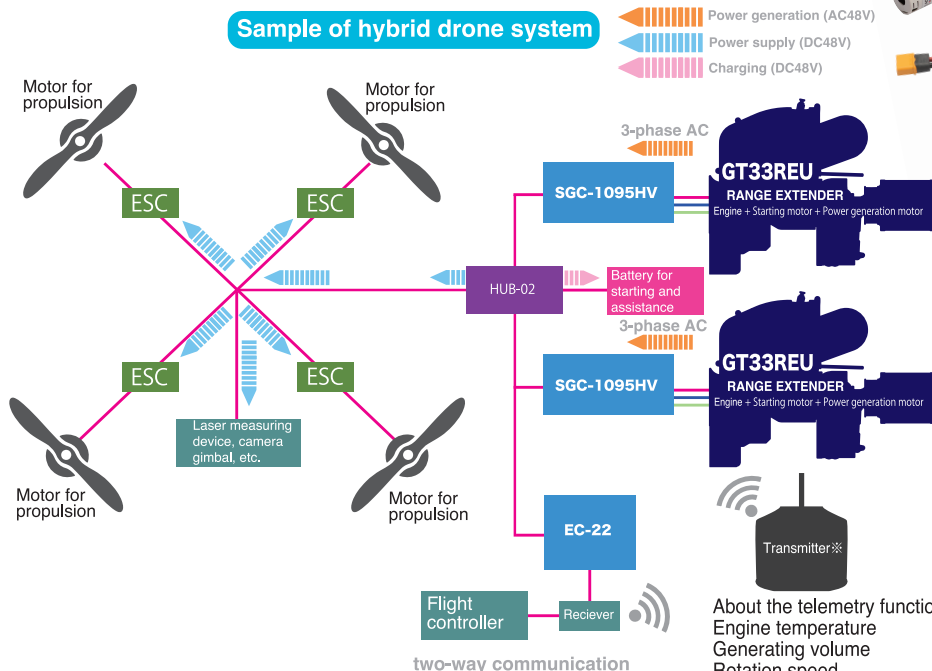 Sample of hybrid drone system
Power generation (AC48V)
Power supply (DC48V)
Charging (DC48V)
Motor for
propulsion
Motor for
propulsion
ESC
ESC
3-phase AC
SGC-1095HV
GT33REU
RANGE EXTENDER
Engine + Starting motor + Power generation motor
HUB-02
Battery for
starting and
assistance
3-phase AC
SGC-1095HV
GT33REU
RANGE EXTENDER
Engine + Starting motor + Power generation motor
ESC
ESC
Laser measuring
device, camera
gimbal, etc.
Motor for
propulsion
Motor for
propulsion
EC-22
Transmitter※
Flight
controller
Reciever
two-way communication
About the telemetry functio
Engine temperature
Generating volume
Rotation speed